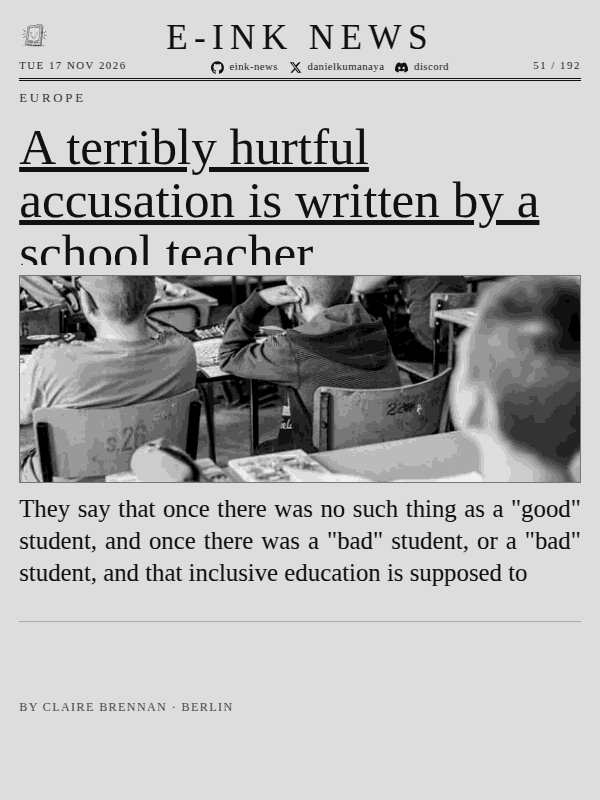 E-INK NEWS
TUE 17 NOV 2026
eink-news
danielkumanaya
discord
51 / 192
EUROPE
A terribly hurtful
accusation is written by a
school teacher
They say that once there was no such thing as a "good"
student, and once there was a "bad" student, or a "bad"
student, and that inclusive education is supposed to
BY CLAIRE BRENNAN · BERLIN